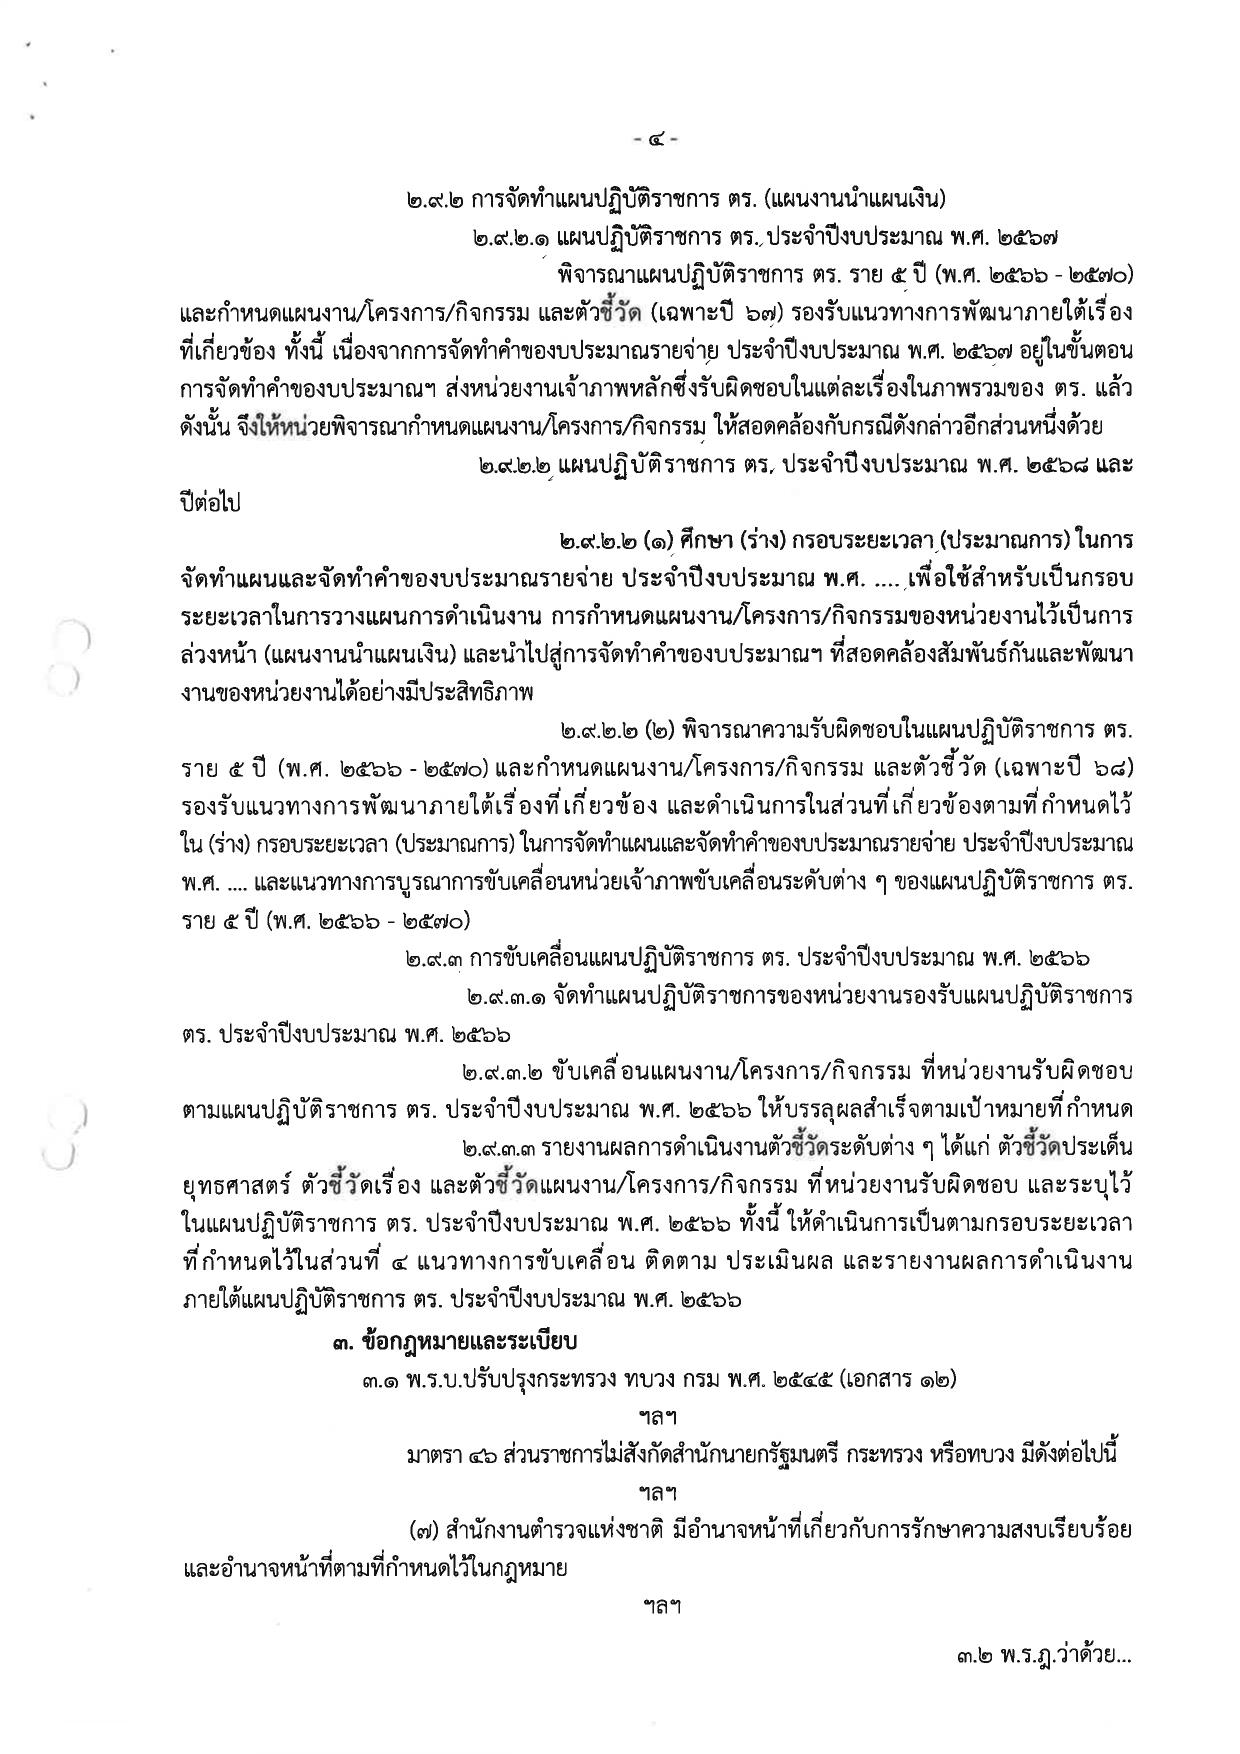 - ๔ -
๒.๙.๒ การจัดทำแผนปฏิบัติราชการ ตร. (แผนงานนำแผนเงิน)
๒.๙.๒.๑ แผนปฏิบัติราชการ ตร. ประจำปีงบประมาณ พ.ศ. ๒๕๖๗
พิจารณาแผนปฏิบัติราชการ ตร. ราย ๕ ปี (พ.ศ. ๒๕๖๖ - ๒๕๗๐)
และกำหนดแผนงาน/โครงการ/กิจกรรม และตัวชี้วัด (เฉพาะปี ๖๗) รองรับแนวทางการพัฒนาภายใต้เรื่อง
ที่เกี่ยวข้อง ทั้งนี้ เนื่องจากการจัดทำคำของบประมาณรายจ่าย ประจำปีงบประมาณ พ.ศ. ๒๕๖๗ อยู่ในขั้นตอน
การจัดทำคำของบประมาณฯ ส่งหน่วยงานเจ้าภาพหลักซึ่งรับผิดชอบในแต่ละเรื่องในภาพรวมของ ตร. แล้ว
ดังนั้น จึงให้หน่วยพิจารณากำหนดแผนงาน/โครงการ/กิจกรรม ให้สอดคล้องกับกรณีดังกล่าวอีกส่วนหนึ่งด้วย
๒.๙.๒.๒ แผนปฏิบัติราชการ ตร. ประจำปีงบประมาณ พ.ศ. ๒๕๖๘ และ
ปีต่อไป
๒.๙.๒.๒ (๑) ศึกษา (ร่าง) กรอบระยะเวลา (ประมาณการ) ในการ
จัดทำแผนและจัดทำคำของบประมาณรายจ่าย ประจำปีงบประมาณ พ.ศ. .... เพื่อใช้สำหรับเป็นกรอบ
ระยะเวลาในการวางแผนการดำเนินงาน การกำหนดแผนงาน/โครงการ/กิจกรรมของหน่วยงานไว้เป็นการ
ล่วงหน้า (แผนงานนำแผนเงิน) และนำไปสู่การจัดทำคำของบประมาณฯ ที่สอดคล้องสัมพันธ์กันและพัฒนา
งานของหน่วยงานได้อย่างมีประสิทธิภาพ
๒.๙.๒.๒ (๒) พิจารณาความรับผิดชอบในแผนปฏิบัติราชการ ตร.
ราย ๕ ปี (พ.ศ. ๒๕๖๖ - ๒๕๗๐) และกำหนดแผนงาน/โครงการ/กิจกรรม และตัวชี้วัด (เฉพาะปี ๖๘)
รองรับแนวทางการพัฒนาภายใต้เรื่องที่เกี่ยวข้อง และดำเนินการในส่วนที่เกี่ยวข้องตามที่กำหนดไว้
ใน (ร่าง) กรอบระยะเวลา (ประมาณการ) ในการจัดทำแผนและจัดทำคำของบประมาณรายจ่าย ประจำปีงบประมาณ
พ.ศ. .... และแนวทางการบูรณาการขับเคลื่อนหน่วยเจ้าภาพขับเคลื่อนระดับต่าง ๆ ของแผนปฏิบัติราชการ ตร.
ราย ๕ ปี (พ.ศ. ๒๕๖๖ - ๒๕๗๐)
๒.๙.๓ การขับเคลื่อนแผนปฏิบัติราชการ ตร. ประจำปีงบประมาณ พ.ศ. ๒๕๖๖
๒.๙.๓.๑ จัดทำแผนปฏิบัติราชการของหน่วยงานรองรับแผนปฏิบัติราชการ
ตร. ประจำปีงบประมาณ พ.ศ. ๒๕๖๖
๒.๙.๓.๒ ขับเคลื่อนแผนงาน/โครงการ/กิจกรรม ที่หน่วยงานรับผิดชอบ
ตามแผนปฏิบัติราชการ ตร. ประจำปีงบประมาณ พ.ศ. ๒๕๖๖ ให้บรรลุผลสำเร็จตามเป้าหมายที่กำหนด
๒.๙.๓.๓ รายงานผลการดำเนินงานตัวชี้วัดระดับต่าง ๆ ได้แก่ ตัวชี้วัดประเด็น
ยุทธศาสตร์ ตัวชี้วัดเรื่อง และตัวชี้วัดแผนงาน/โครงการ/กิจกรรม ที่หน่วยงานรับผิดชอบ และระบุไว้
ในแผนปฏิบัติราชการ ตร. ประจำปีงบประมาณ พ.ศ. ๒๕๖๖ ทั้งนี้ ให้ดำเนินการเป็นตามกรอบระยะเวลา
ที่กำหนดไว้ในส่วนที่ ๔ แนวทางการขับเคลื่อน ติดตาม ประเมินผล และรายงานผลการดำเนินงาน
ภายใต้แผนปฏิบัติราชการ ตร. ประจำปีงบประมาณ พ.ศ. ๒๕๖๖
๓. ข้อกฎหมายและระเบียบ
๓.๑ พ.ร.บ.ปรับปรุงกระทรวง ทบวง กรม พ.ศ. ๒๕๔๕ (เอกสาร ๑๒)
ฯลฯ
มาตรา ๔๖ ส่วนราชการไม่สังกัดสำนักนายกรัฐมนตรี กระทรวง หรือทบวง มีดังต่อไปนี้
ฯลฯ
(๗) สำนักงานตำรวจแห่งชาติ มีอำนาจหน้าที่เกี่ยวกับการรักษาความสงบเรียบร้อย
และอำนาจหน้าที่ตามที่กำหนดไว้ในกฎหมาย
ฯลฯ
๓.๒ พ.ร.ฎ.ว่าด้วย...